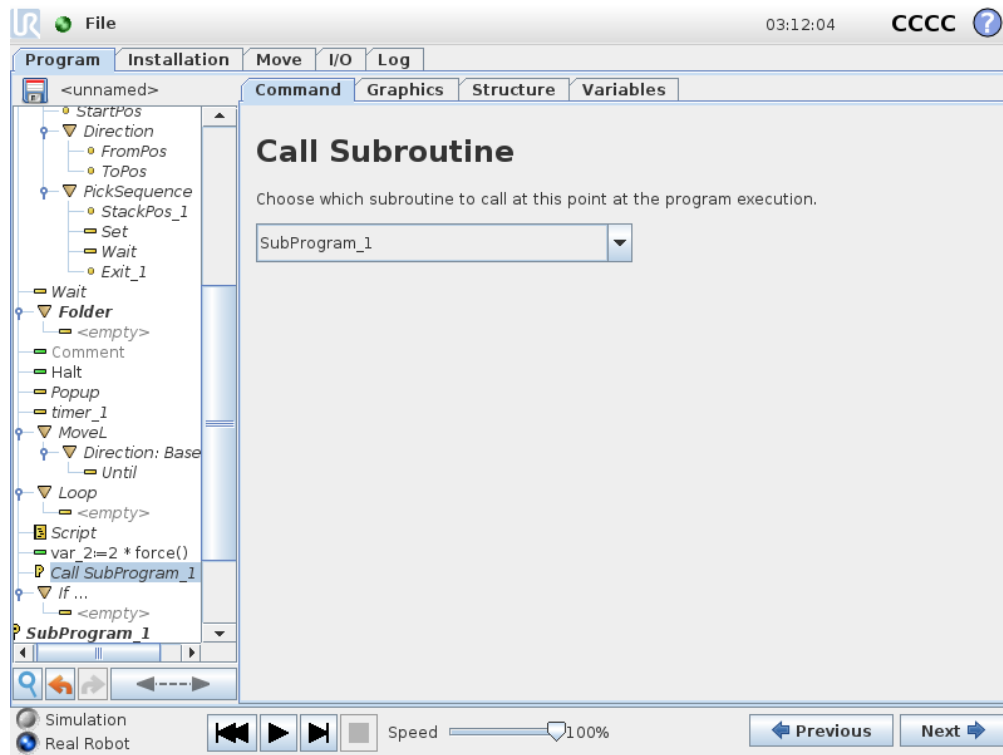 UR File 03:12:04 CCCC ?
Program Installation Move I/O Log
<unnamed>
Command Graphics Structure Variables
StartPos
Direction
FromPos
ToPos
PickSequence
StackPos_1
Set
Wait
Exit_1
Wait
Folder
<empty>
Comment
Halt
Popup
timer_1
MoveL
Direction: Base
Until
Loop
<empty>
Script
var_2:=2 * force()
Call SubProgram_1
If ...
<empty>
SubProgram_1
Call Subroutine
Choose which subroutine to call at this point at the program execution.
SubProgram_1
Simulation
Real Robot
Speed 100%
Previous Next